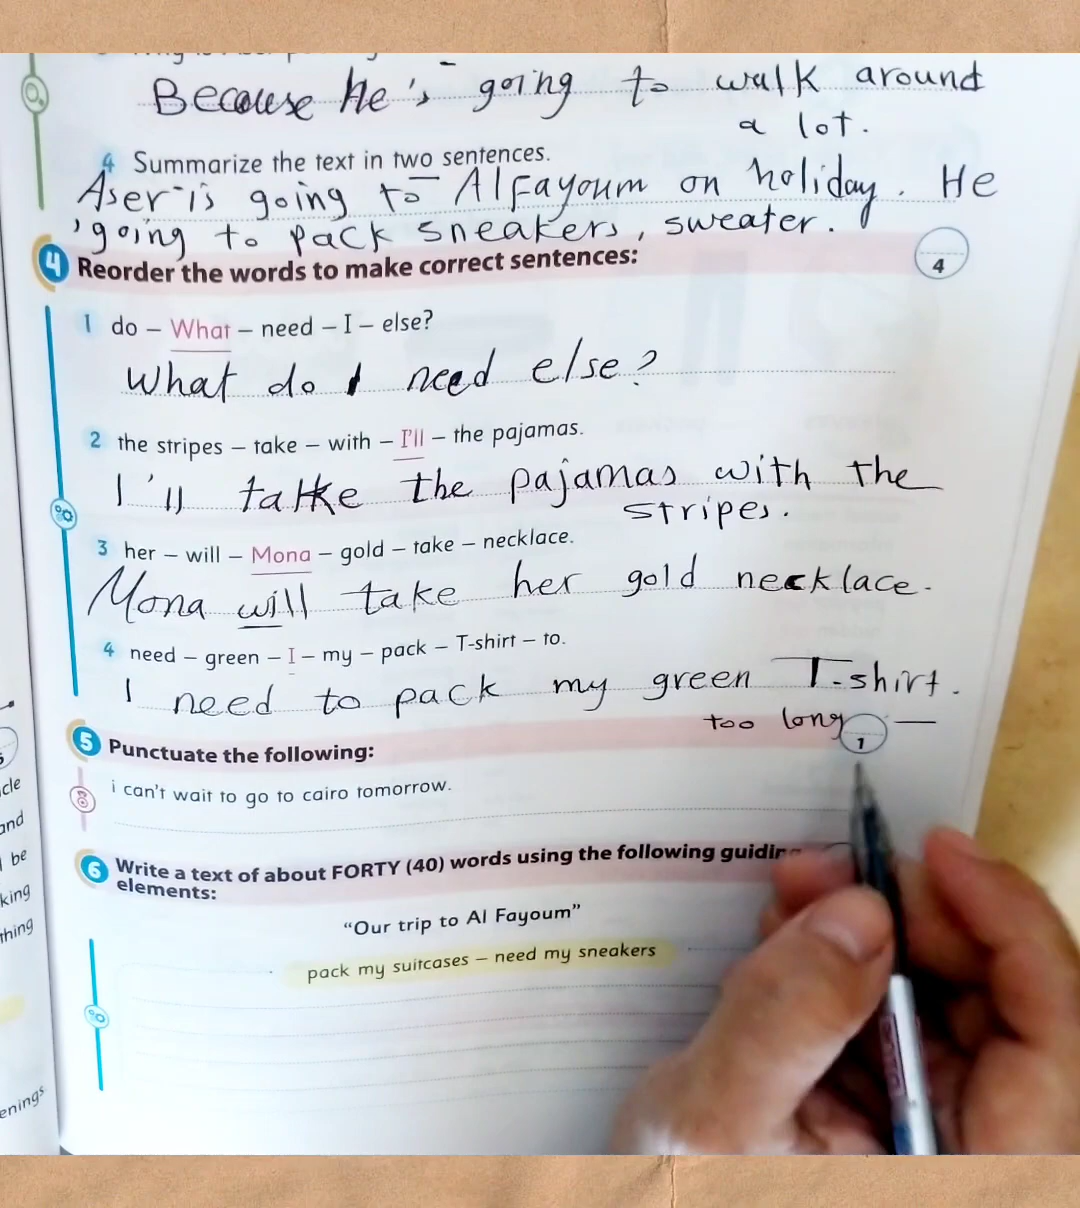 Because he's going to walk around
a lot.
4 Summarize the text in two sentences.
Aser is going to Al Fayoum on holiday. He
'going to pack sneakers, sweater.
4 Reorder the words to make correct sentences:
4
1 do – What – need – I – else?
What do I need else?
2 the stripes – take – with – I'll – the pajamas.
I'll take the pajamas with the
stripes.
3 her – will – Mona – gold – take – necklace.
Mona will take her gold necklace.
4 need – green – I – my – pack – T-shirt – to.
I need to pack my green T-shirt.
too long
1
5 Punctuate the following:
i can't wait to go to cairo tomorrow.
6 Write a text of about FORTY (40) words using the following
elements:
"Our trip to Al Fayoum"
pack my suitcases – need my sneakers
and
be